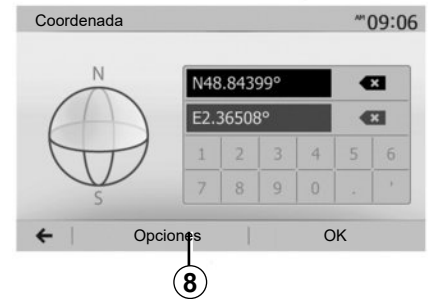 Coordenada AM 09:06
N
S
N48.84399°
E2.36508°
1 2 3 4 5 6
7 8 9 0 . '
Opciones OK
8